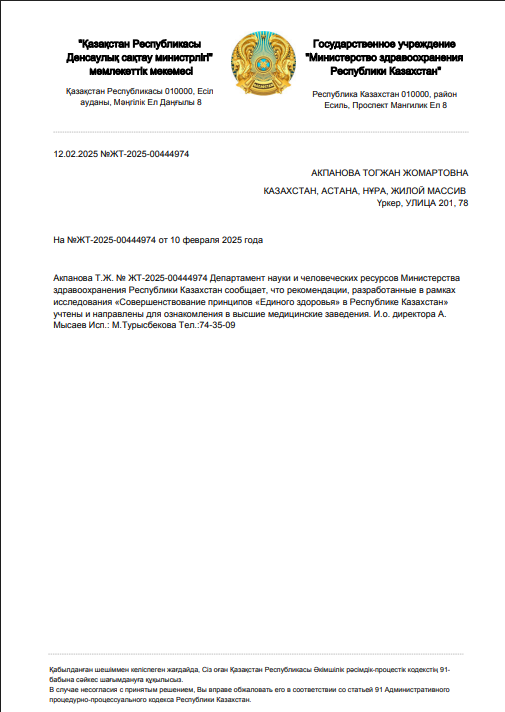 "Қазақстан Республикасы
Денсаулық сақтау министрлігі"
мемлекеттік мекемесі
Қазақстан Республикасы 010000, Есіл
ауданы, Мәңгілік Ел Даңғылы 8
Государственное учреждение
"Министерство здравоохранения
Республики Казахстан"
Республика Казахстан 010000, район
Есиль, Проспект Мангилик Ел 8
12.02.2025 №ЖТ-2025-00444974
АКПАНОВА ТОГЖАН ЖОМАРТОВНА
КАЗАХСТАН, АСТАНА, НҰРА, ЖИЛОЙ МАССИВ
Үркер, УЛИЦА 201, 78
На №ЖТ-2025-00444974 от 10 февраля 2025 года
Акпанова Т.Ж. № ЖТ-2025-00444974 Департамент науки и человеческих ресурсов Министерства
здравоохранения Республики Казахстан сообщает, что рекомендации, разработанные в рамках
исследования «Совершенствование принципов «Единого здоровья» в Республике Казахстан»
учтены и направлены для ознакомления в высшие медицинские заведения. И.о. директора А.
Мысаев Исп.: М.Турысбекова Тел.:74-35-09
Қабылданған шешіммен келіспеген жағдайда, Сіз оған Қазақстан Республикасы Әкімшілік рәсімдік-процестік кодекстің 91-
бабына сәйкес шағымдануға құқылысыз.
В случае несогласия с принятым решением, Вы вправе обжаловать его в соответствии со статьей 91 Административного
процедурно-процессуального кодекса Республики Казахстан.